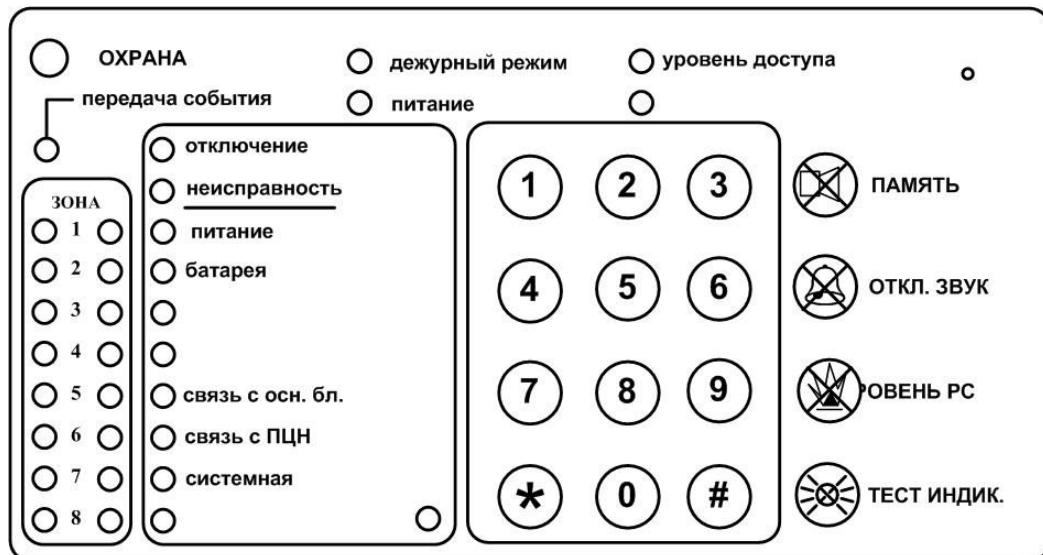 ОХРАНА
дежурный режим
уровень доступа
передача события
питание
отключение
неисправность
питание
батарея
связь с осн. бл.
связь с ПЦН
системная
ЗОНА
1
2
3
4
5
6
7
8
1 2 3
4 5 6
7 8 9
* 0 #
ПАМЯТЬ
ОТКЛ. ЗВУК
РОВЕНЬ РС
ТЕСТ ИНДИК.